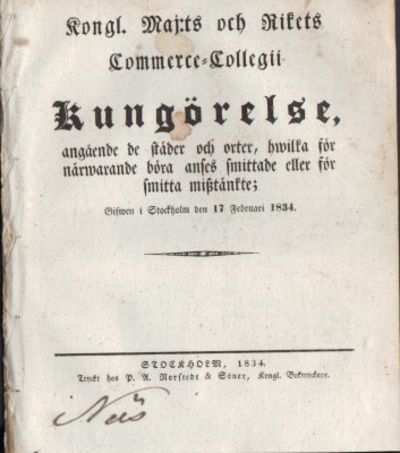 Kongl. Maj:ts och Rikets
Commerce-Collegii
Kungörelse,
angående de städer och orter, hwilka för
närwarande böra anses smittade eller för
smitta mißtänkte;
Gifwen i Stockholm den 17 Februari 1834.
STOCKHOLM, 1834.
Tryckt hos P. A. Norstedt & Söner, Kongl. Boktryckare.
Näs